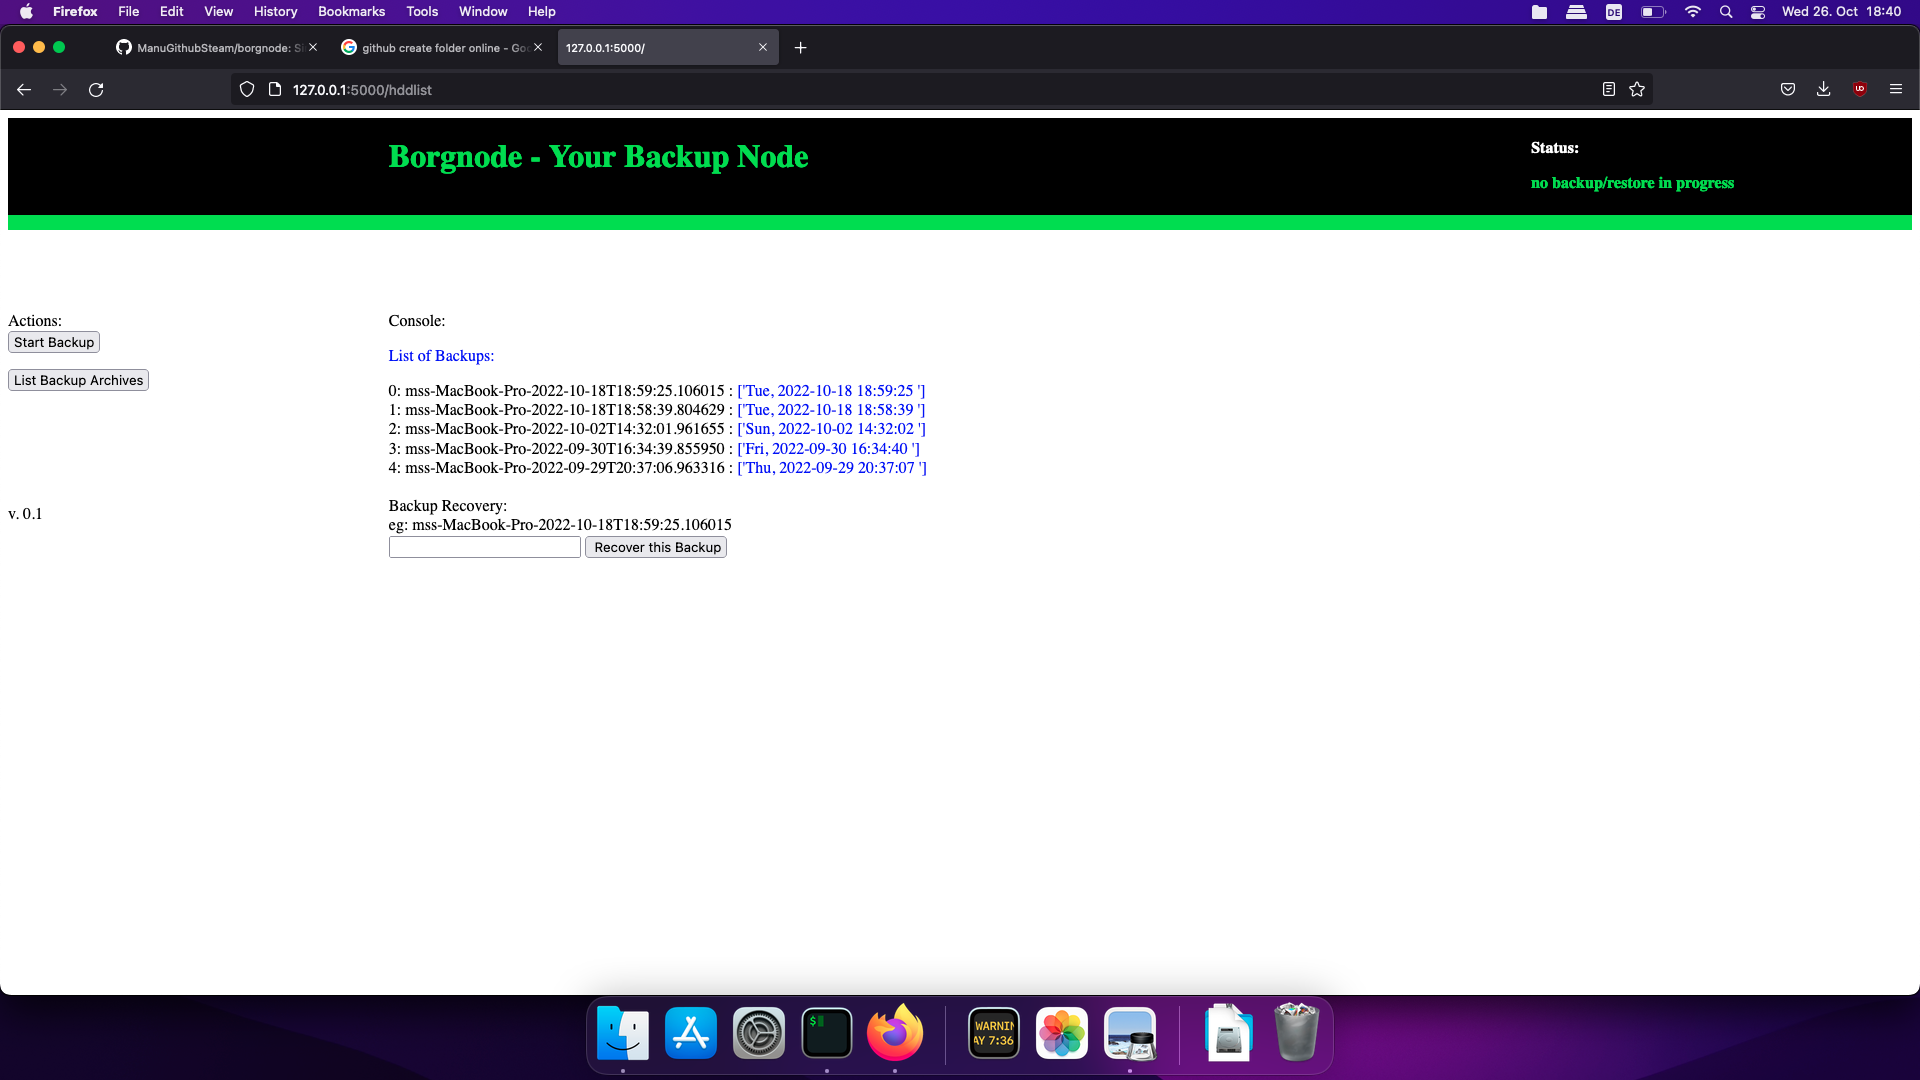 Firefox File Edit View History Bookmarks Tools Window Help DE Wed 26. Oct 18:40
ManuGithubSteam/borgnode: Si github create folder online - Goo 127.0.0.1:5000/
127.0.0.1:5000/hddlist
Borgnode - Your Backup Node
Status:
no backup/restore in progress
Actions:
Start Backup
List Backup Archives
v. 0.1
Console:
List of Backups:
0: mss-MacBook-Pro-2022-10-18T18:59:25.106015 : ['Tue, 2022-10-18 18:59:25 ']
1: mss-MacBook-Pro-2022-10-18T18:58:39.804629 : ['Tue, 2022-10-18 18:58:39 ']
2: mss-MacBook-Pro-2022-10-02T14:32:01.961655 : ['Sun, 2022-10-02 14:32:02 ']
3: mss-MacBook-Pro-2022-09-30T16:34:39.855950 : ['Fri, 2022-09-30 16:34:40 ']
4: mss-MacBook-Pro-2022-09-29T20:37:06.963316 : ['Thu, 2022-09-29 20:37:07 ']
Backup Recovery:
eg: mss-MacBook-Pro-2022-10-18T18:59:25.106015
Recover this Backup
$
WARNIN
AY 7:36